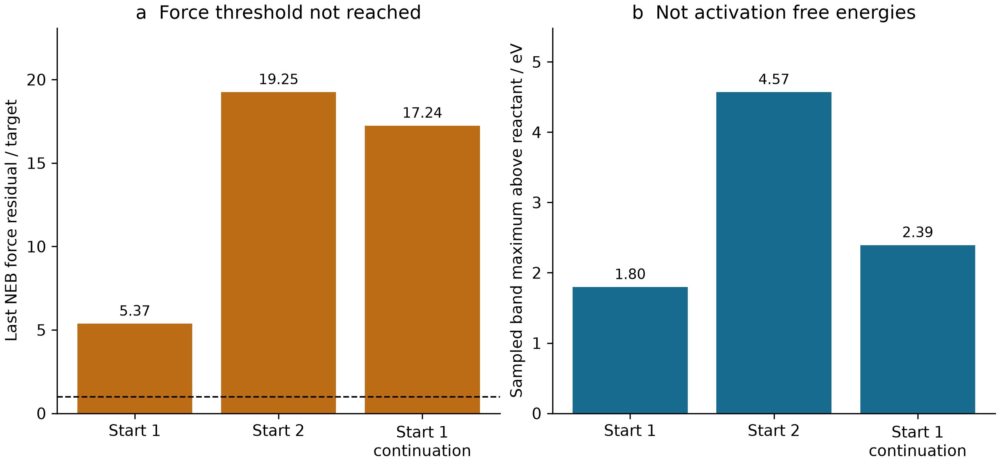 a  Force threshold not reached
Last NEB force residual / target
20
15
10
5
0
5.37
19.25
17.24
Start 1
Start 2
Start 1
continuation
b  Not activation free energies
Sampled band maximum above reactant / eV
5
4
3
2
1
0
1.80
4.57
2.39
Start 1
Start 2
Start 1
continuation